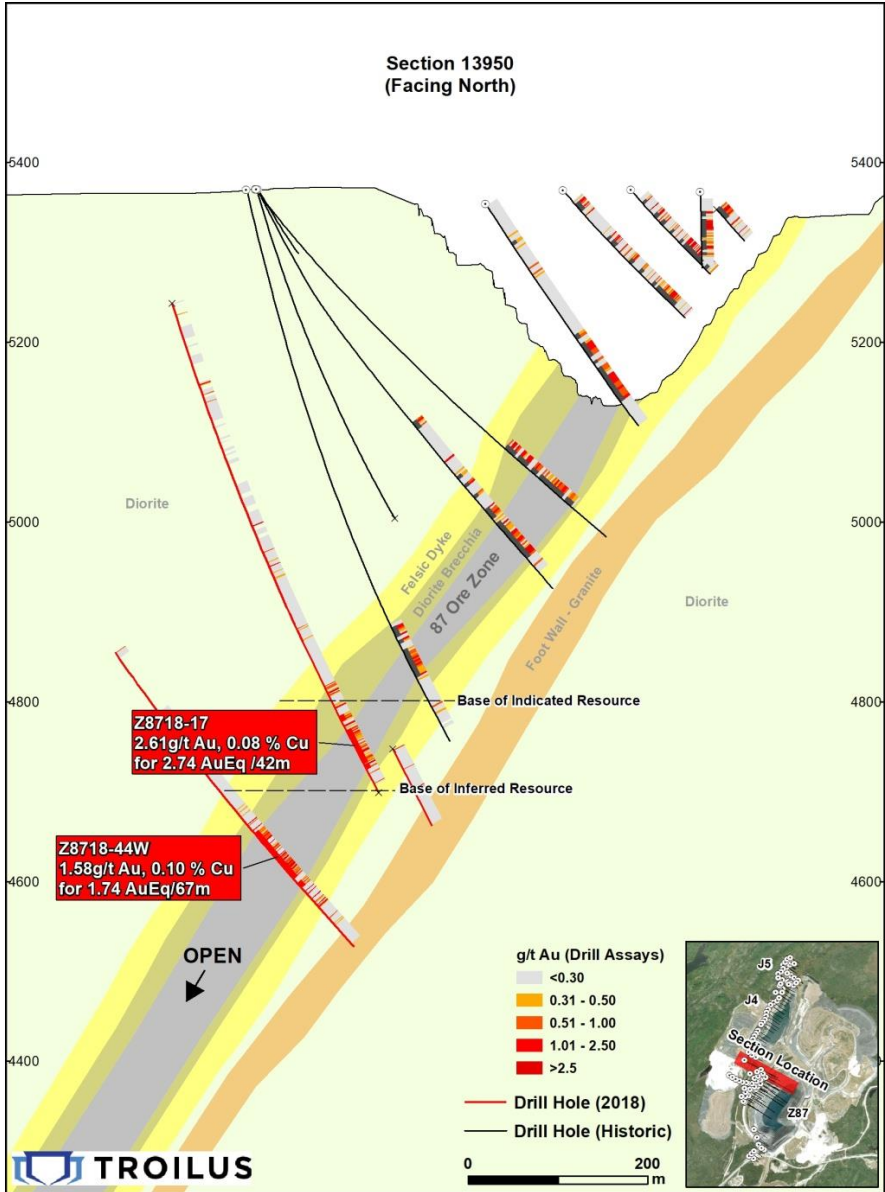 Section 13950
(Facing North)
5400
5400
5200
5200
5000
5000
4800
4800
4600
4600
4400
4400
Diorite
Diorite
Felsic Dyke
Diorite Brecchia
87 Ore Zone
Foot Wall - Granite
Base of Indicated Resource
Z8718-17
2.61g/t Au, 0.08 % Cu
for 2.74 AuEq /42m
Base of Inferred Resource
Z8718-44W
1.58g/t Au, 0.10 % Cu
for 1.74 AuEq/67m
OPEN
g/t Au (Drill Assays)
<0.30
0.31 - 0.50
0.51 - 1.00
1.01 - 2.50
>2.5
Drill Hole (2018)
Drill Hole (Historic)
0
200
m
J5
J4
Section Location
Z87
TROILUS